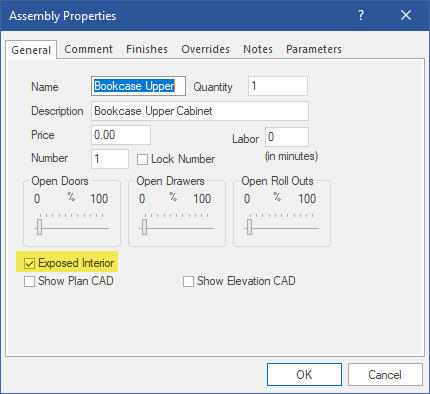 Assembly Properties ? ×
General Comment Finishes Overrides Notes Parameters
Name Bookcase Upper Quantity 1
Description Bookcase Upper Cabinet
Price 0.00 Labor 0
(in minutes)
Number 1 Lock Number
Open Doors Open Drawers Open Roll Outs
0 % 100 0 % 100 0 % 100
Exposed Interior
Show Plan CAD Show Elevation CAD
OK Cancel